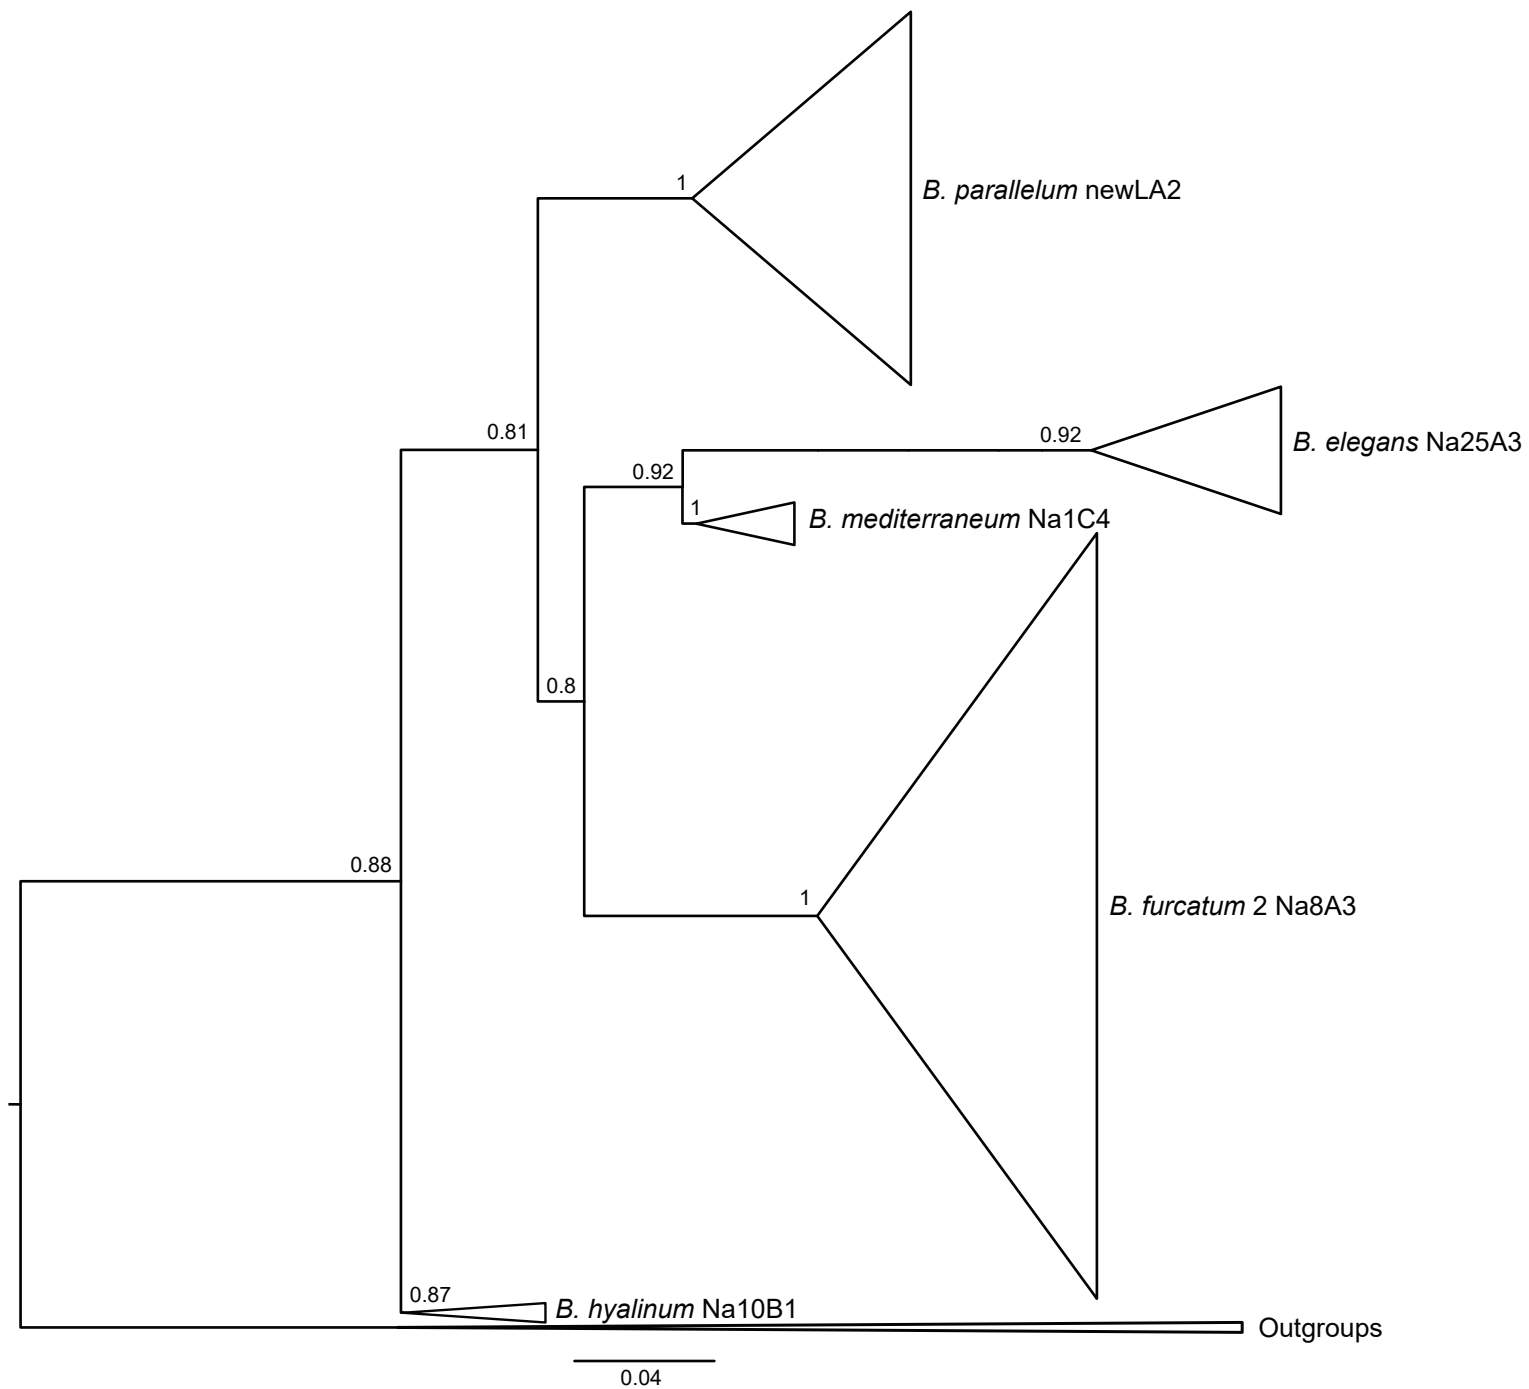 1
B. parallelum newLA2
0.81
0.92
B. elegans Na25A3
0.92
1
B. mediterraneum Na1C4
0.8
0.88
1
B. furcatum 2 Na8A3
0.87
B. hyalinum Na10B1
Outgroups
0.04